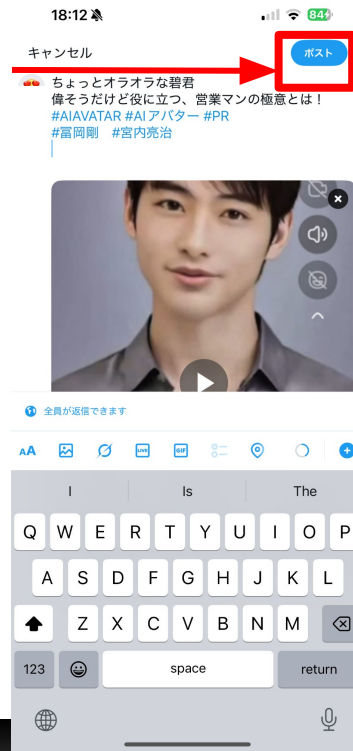 18:12
84
キャンセル
ポスト
ちょっとオラオラな碧君
偉そうだけど役に立つ、営業マンの極意とは！
#AIAVATAR #AIアバター #PR
#冨岡剛　#宮内亮治
全員が返信できます
AA
LIVE
GIF
I
Is
The
Q W E R T Y U I O P
A S D F G H J K L
Z X C V B N M
123
space
return